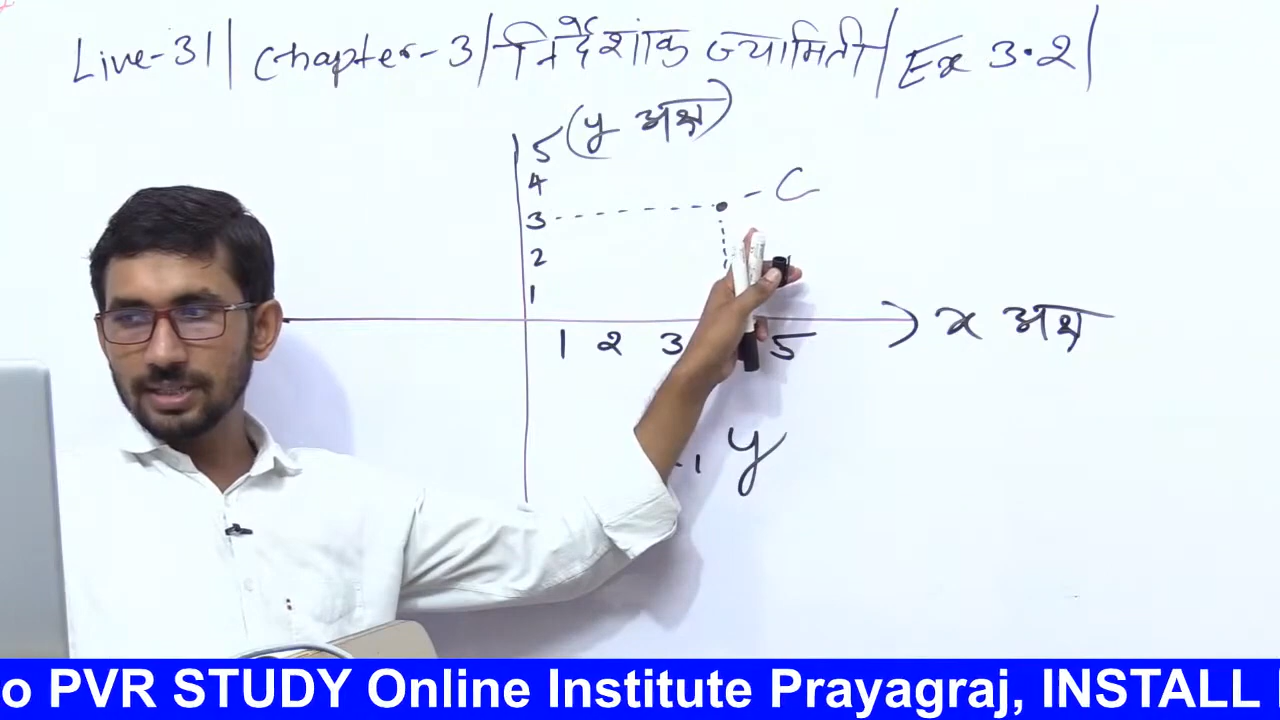 Live-31| Chapter-3| निर्देशांक ज्यामिती| Ex 3.2|
5 (y अक्ष)
4
3
2
1
- C
1 2 3 5
x अक्ष
y
o PVR STUDY Online Institute Prayagraj, INSTALL